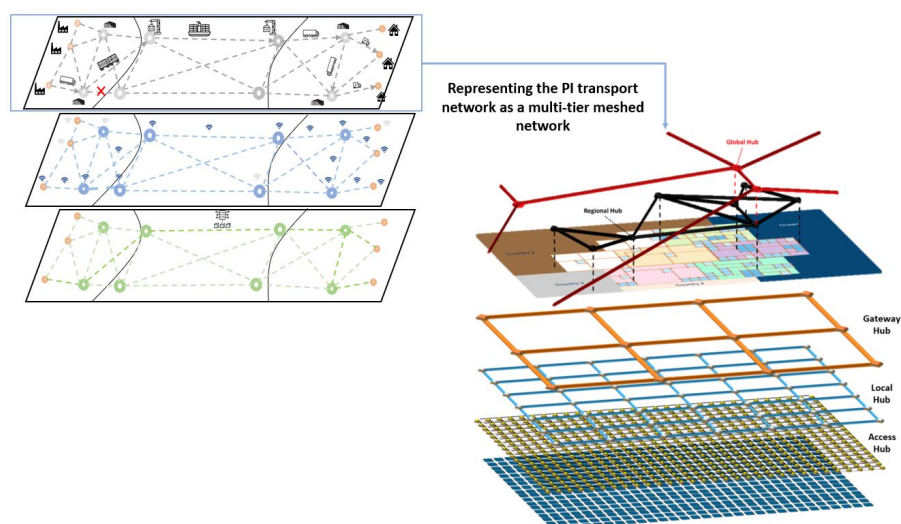 Representing the PI transport
network as a multi-tier meshed
network
Global Hub
Regional Hub
Gateway
Hub
Local
Hub
Access
Hub